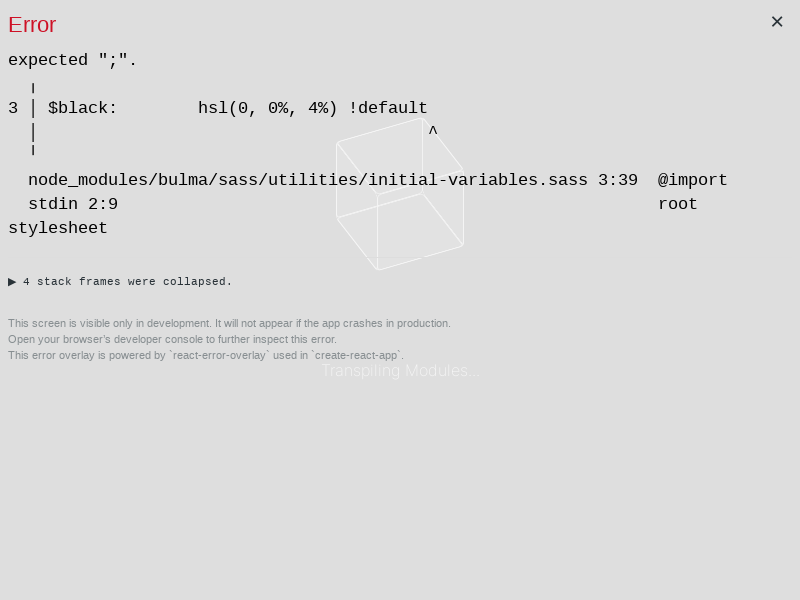 Error
×
expected ";".
╷
3 │ $black:        hsl(0, 0%, 4%) !default
│                                       ^
╵
node_modules/bulma/sass/utilities/initial-variables.sass 3:39  @import
stdin 2:9                                                      root
stylesheet
▶ 4 stack frames were collapsed.
This screen is visible only in development. It will not appear if the app crashes in production.
Open your browser’s developer console to further inspect this error.
This error overlay is powered by `react-error-overlay` used in `create-react-app`.
Transpiling Modules...